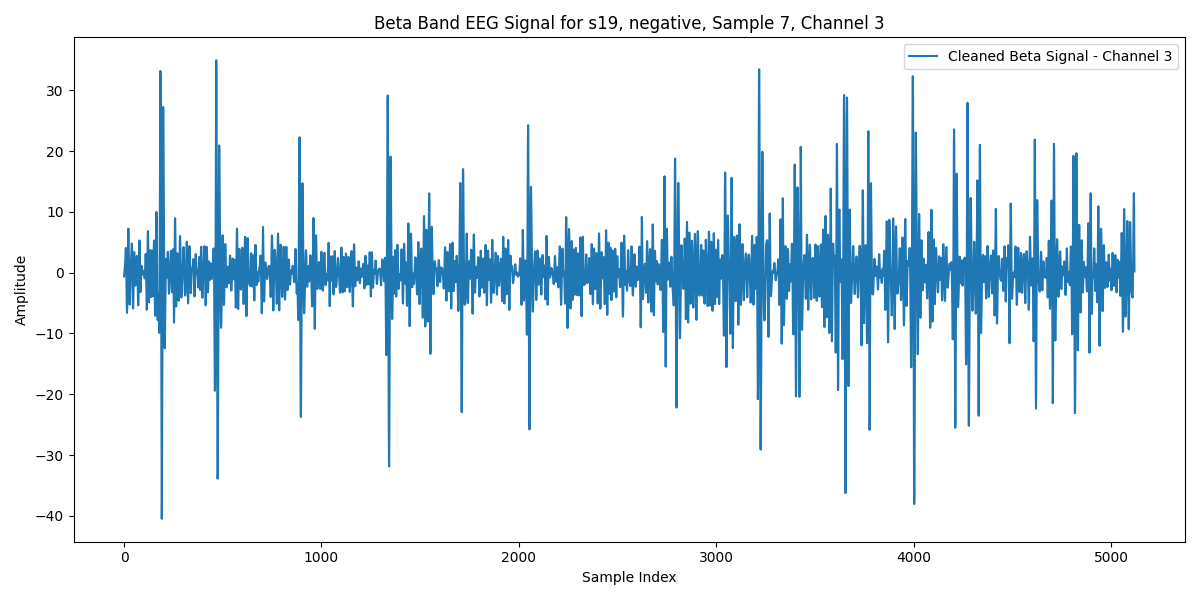 Beta Band EEG Signal for s19, negative, Sample 7, Channel 3
Cleaned Beta Signal - Channel 3
Amplitude
30
20
10
0
−10
−20
−30
−40
0 1000 2000 3000 4000 5000
Sample Index